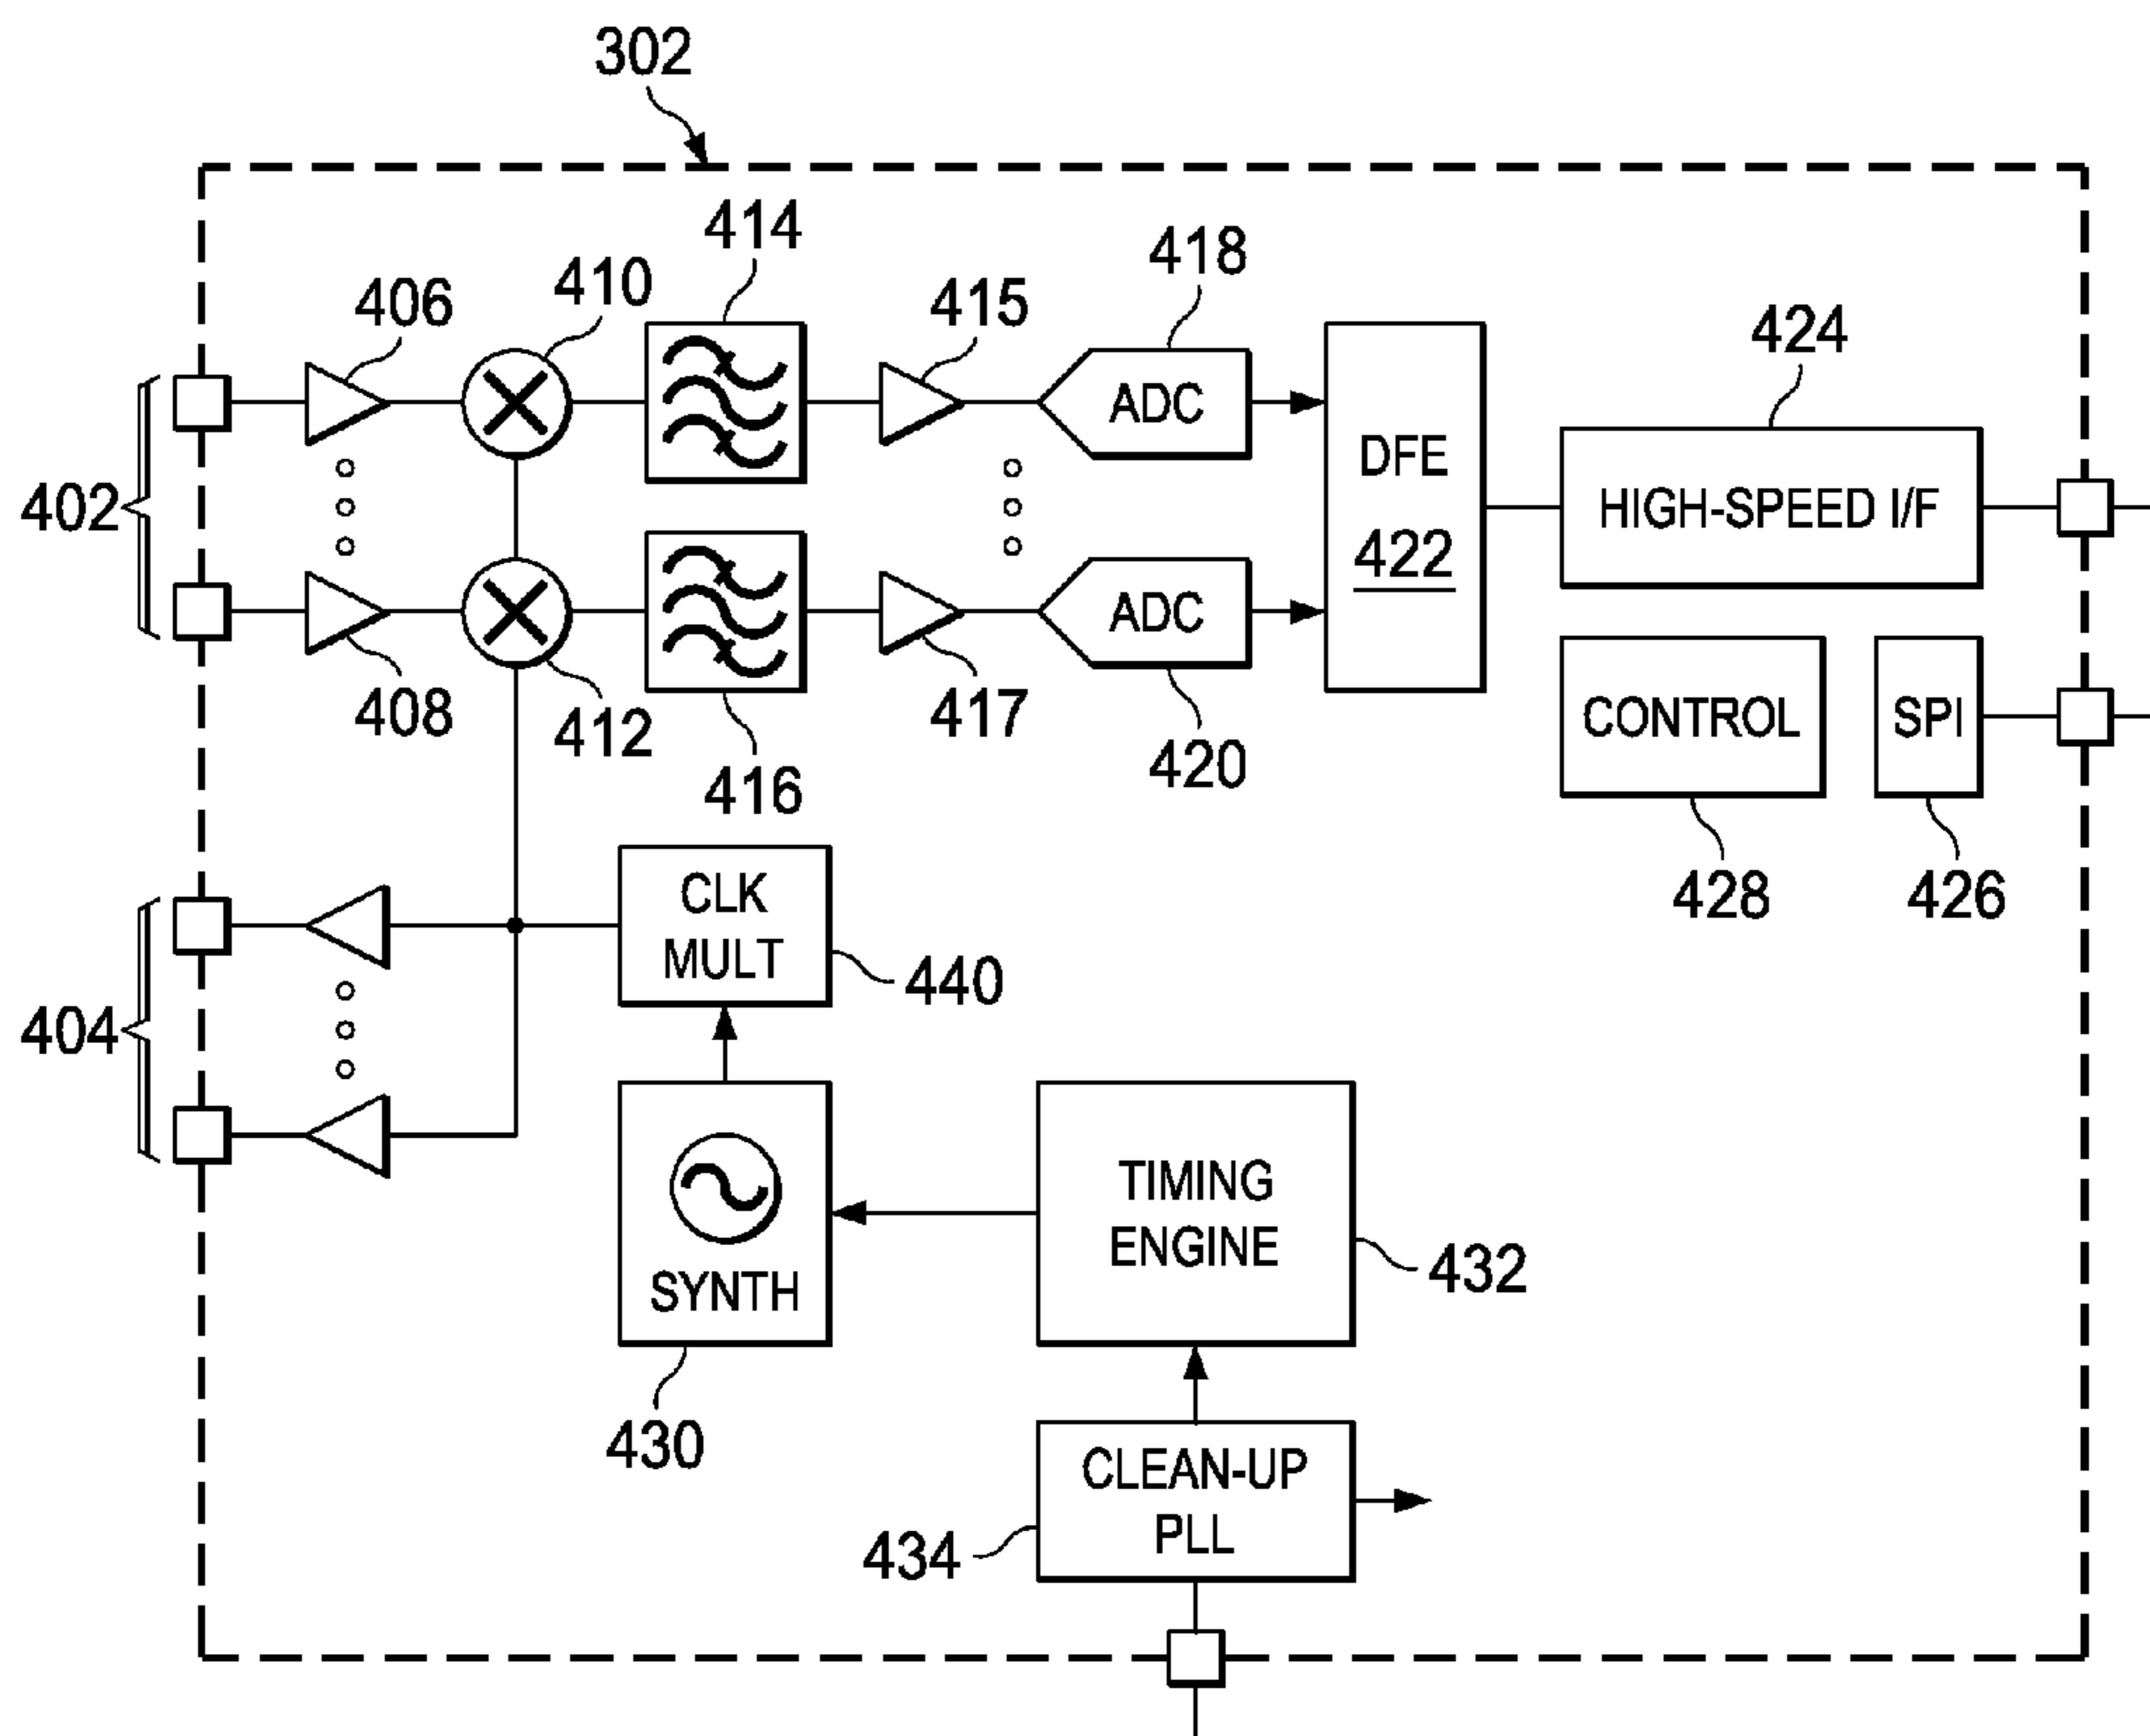 302
414
418
410
406
415
424
ADC
DFE
422
HIGH-SPEED I/F
402
ADC
CONTROL
SPI
408
412
417
420
416
428
426
CLK
MULT
440
404
TIMING
ENGINE
432
SYNTH
430
CLEAN-UP
PLL
434